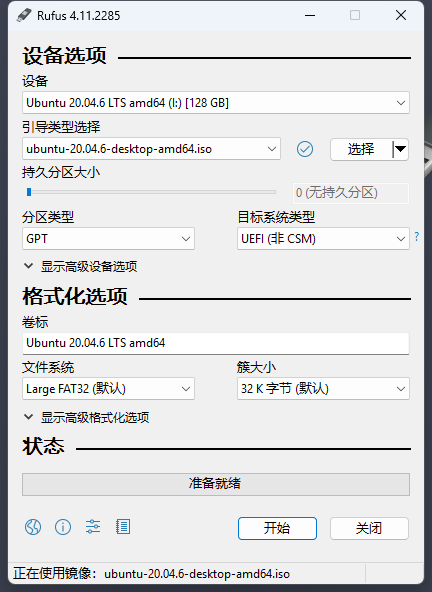 Rufus 4.11.2285
设备选项
设备
Ubuntu 20.04.6 LTS amd64 (I:) [128 GB]
引导类型选择
ubuntu-20.04.6-desktop-amd64.iso
选择
持久分区大小
0 (无持久分区)
分区类型
目标系统类型
GPT
UEFI (非 CSM)
?
显示高级设备选项
格式化选项
卷标
Ubuntu 20.04.6 LTS amd64
文件系统
簇大小
Large FAT32 (默认)
32 K 字节 (默认)
显示高级格式化选项
状态
准备就绪
开始
关闭
正在使用镜像：ubuntu-20.04.6-desktop-amd64.iso